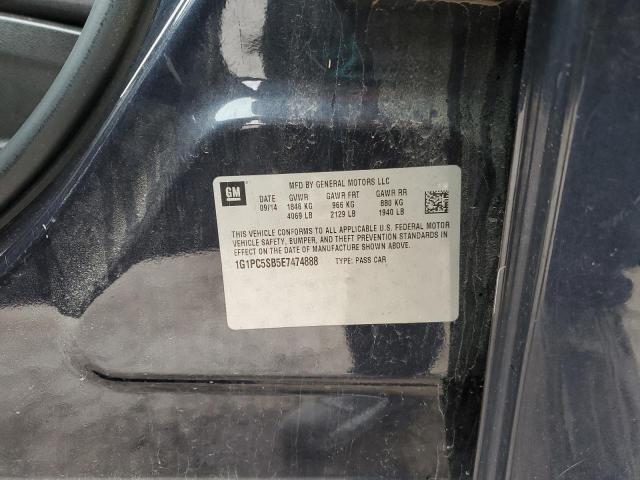 GM
MFD BY GENERAL MOTORS LLC
DATE GVWR GAWR FRT GAWR RR
09/14 1846 KG 966 KG 880 KG
4069 LB 2129 LB 1940 LB
THIS VEHICLE CONFORMS TO ALL APPLICABLE U.S. FEDERAL MOTOR
VEHICLE SAFETY, BUMPER, AND THEFT PREVENTION STANDARDS IN
EFFECT ON THE DATE OF MANUFACTURE SHOWN ABOVE.
1G1PC5SB5E7474888 TYPE: PASS CAR